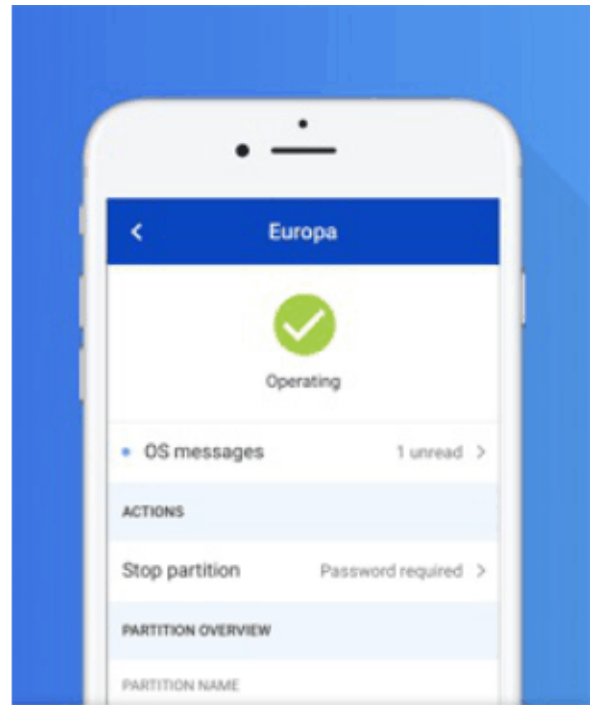 Europa
Operating
OS messages 1 unread
ACTIONS
Stop partition Password required
PARTITION OVERVIEW
PARTITION NAME